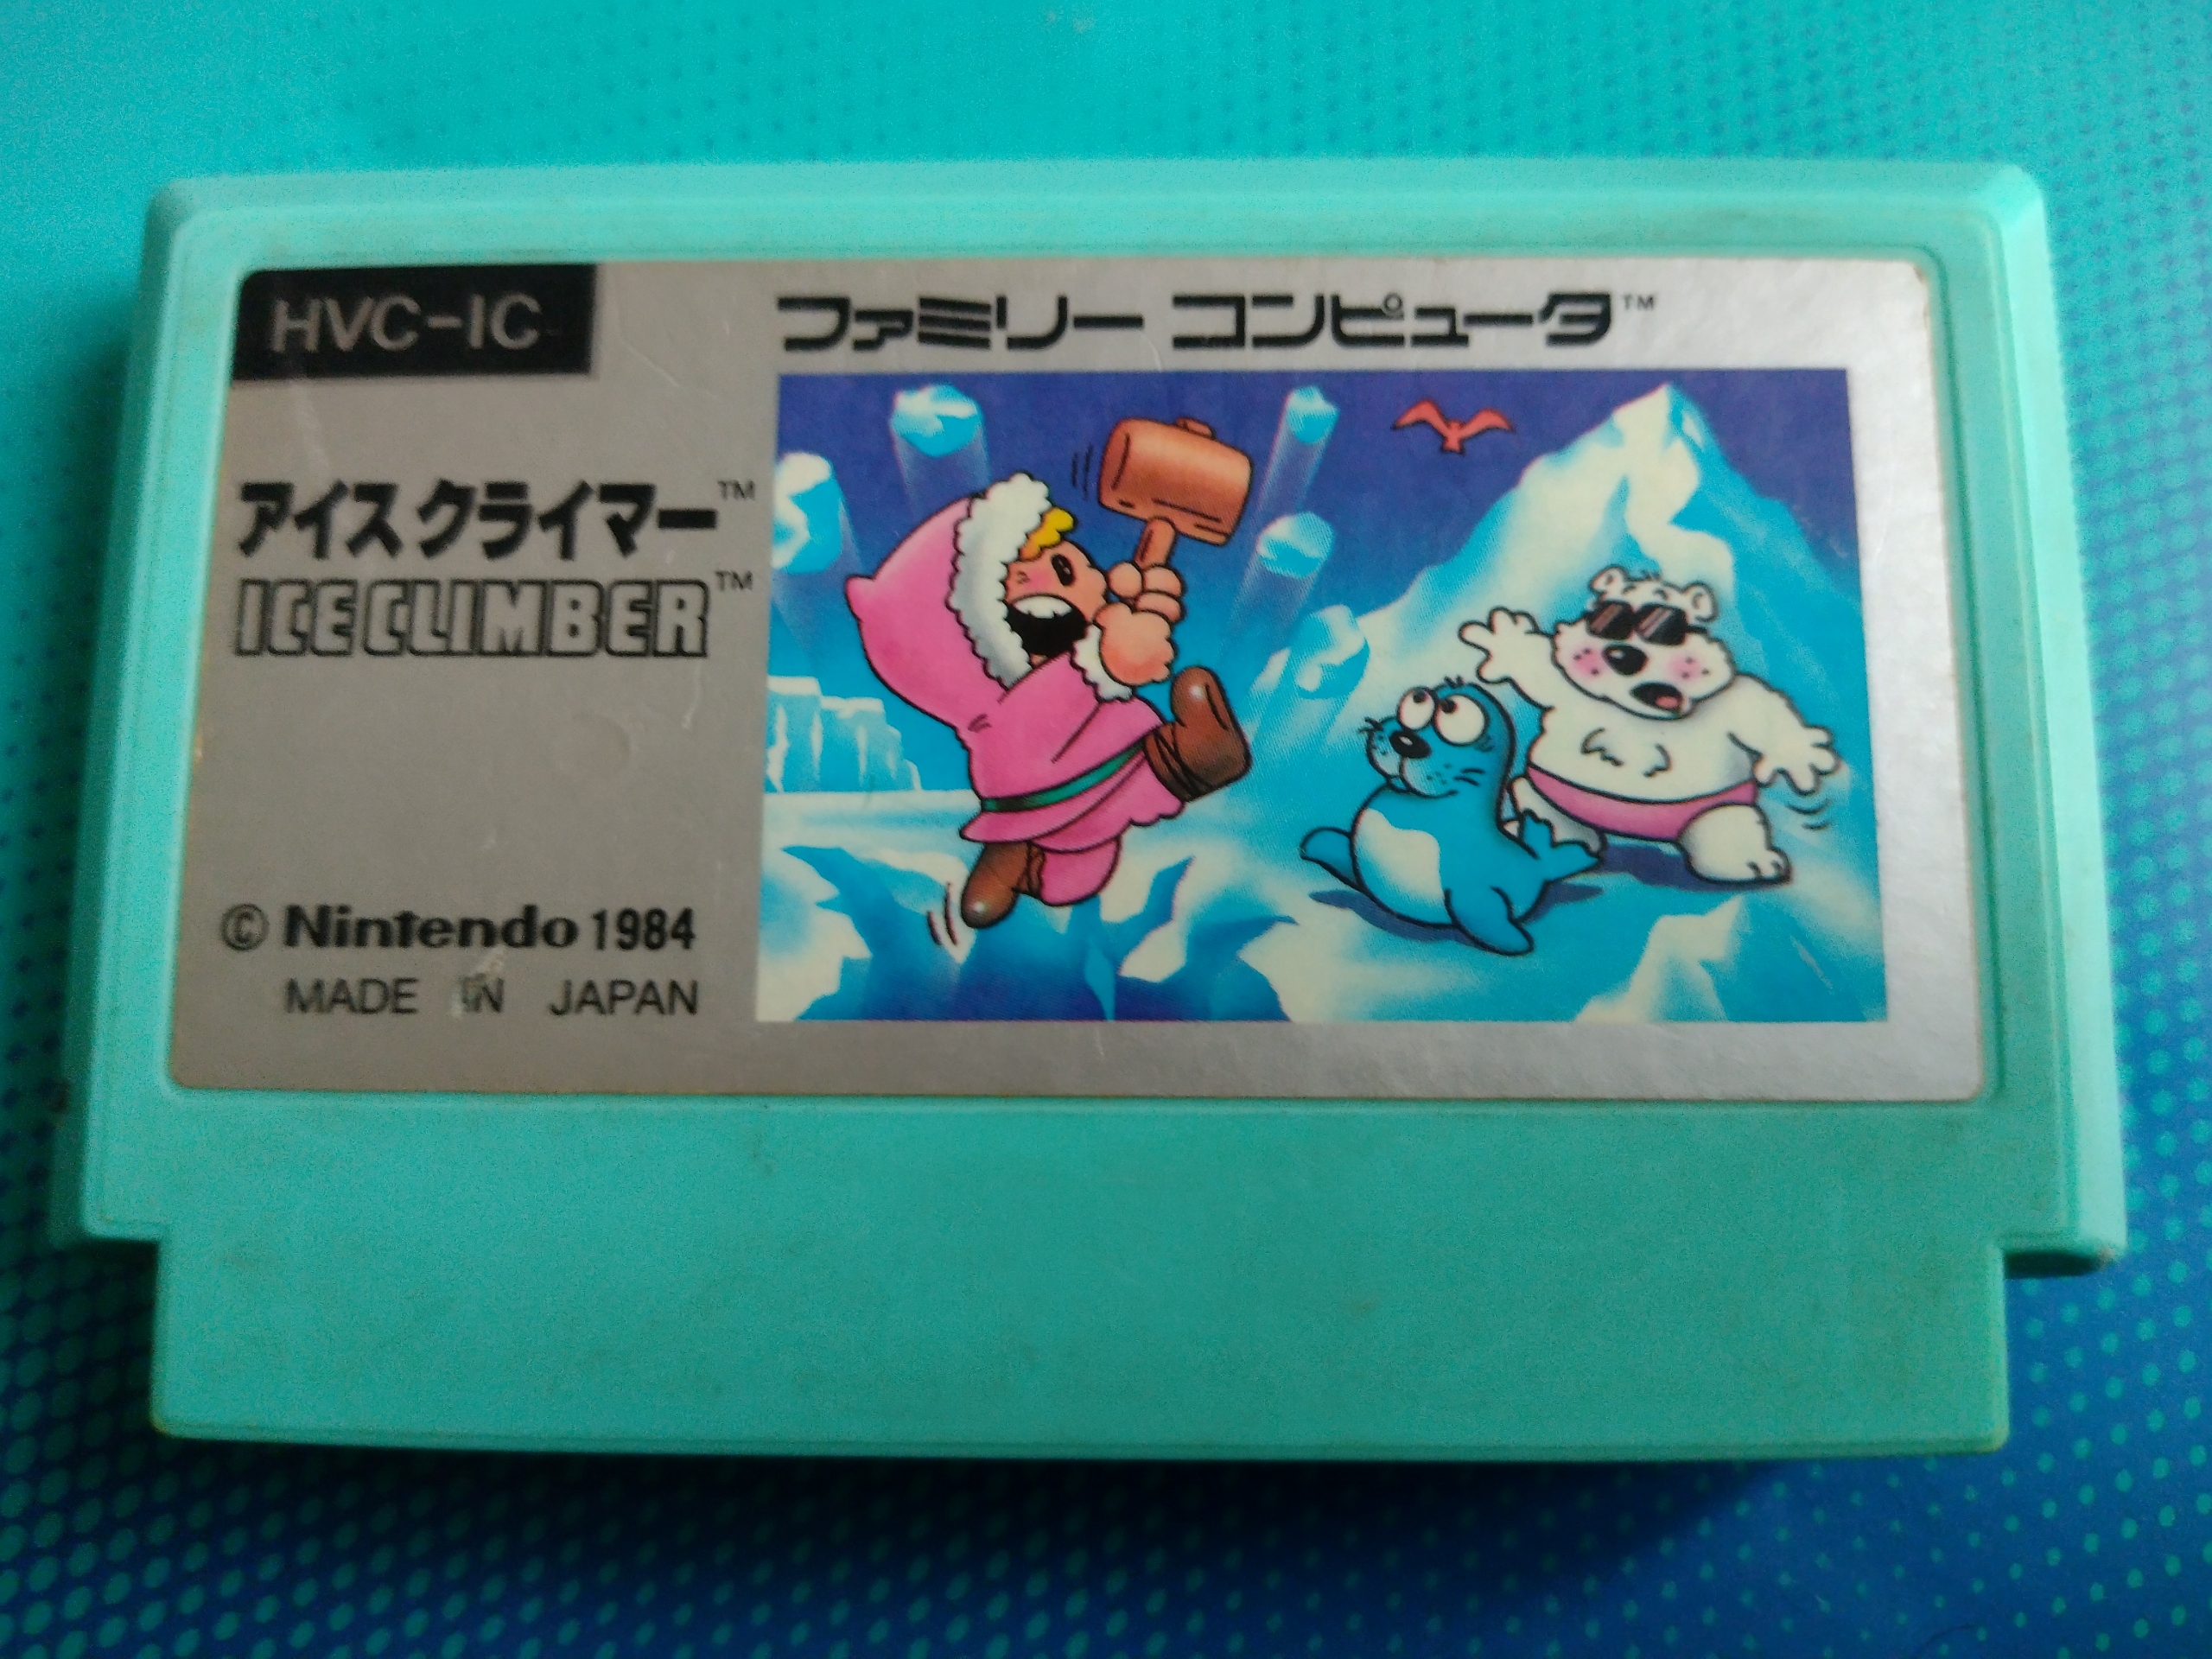 HVC-IC
ファミリー コンピュータ™
アイスクライマー™
ICE CLIMBER™
© Nintendo 1984
MADE IN JAPAN